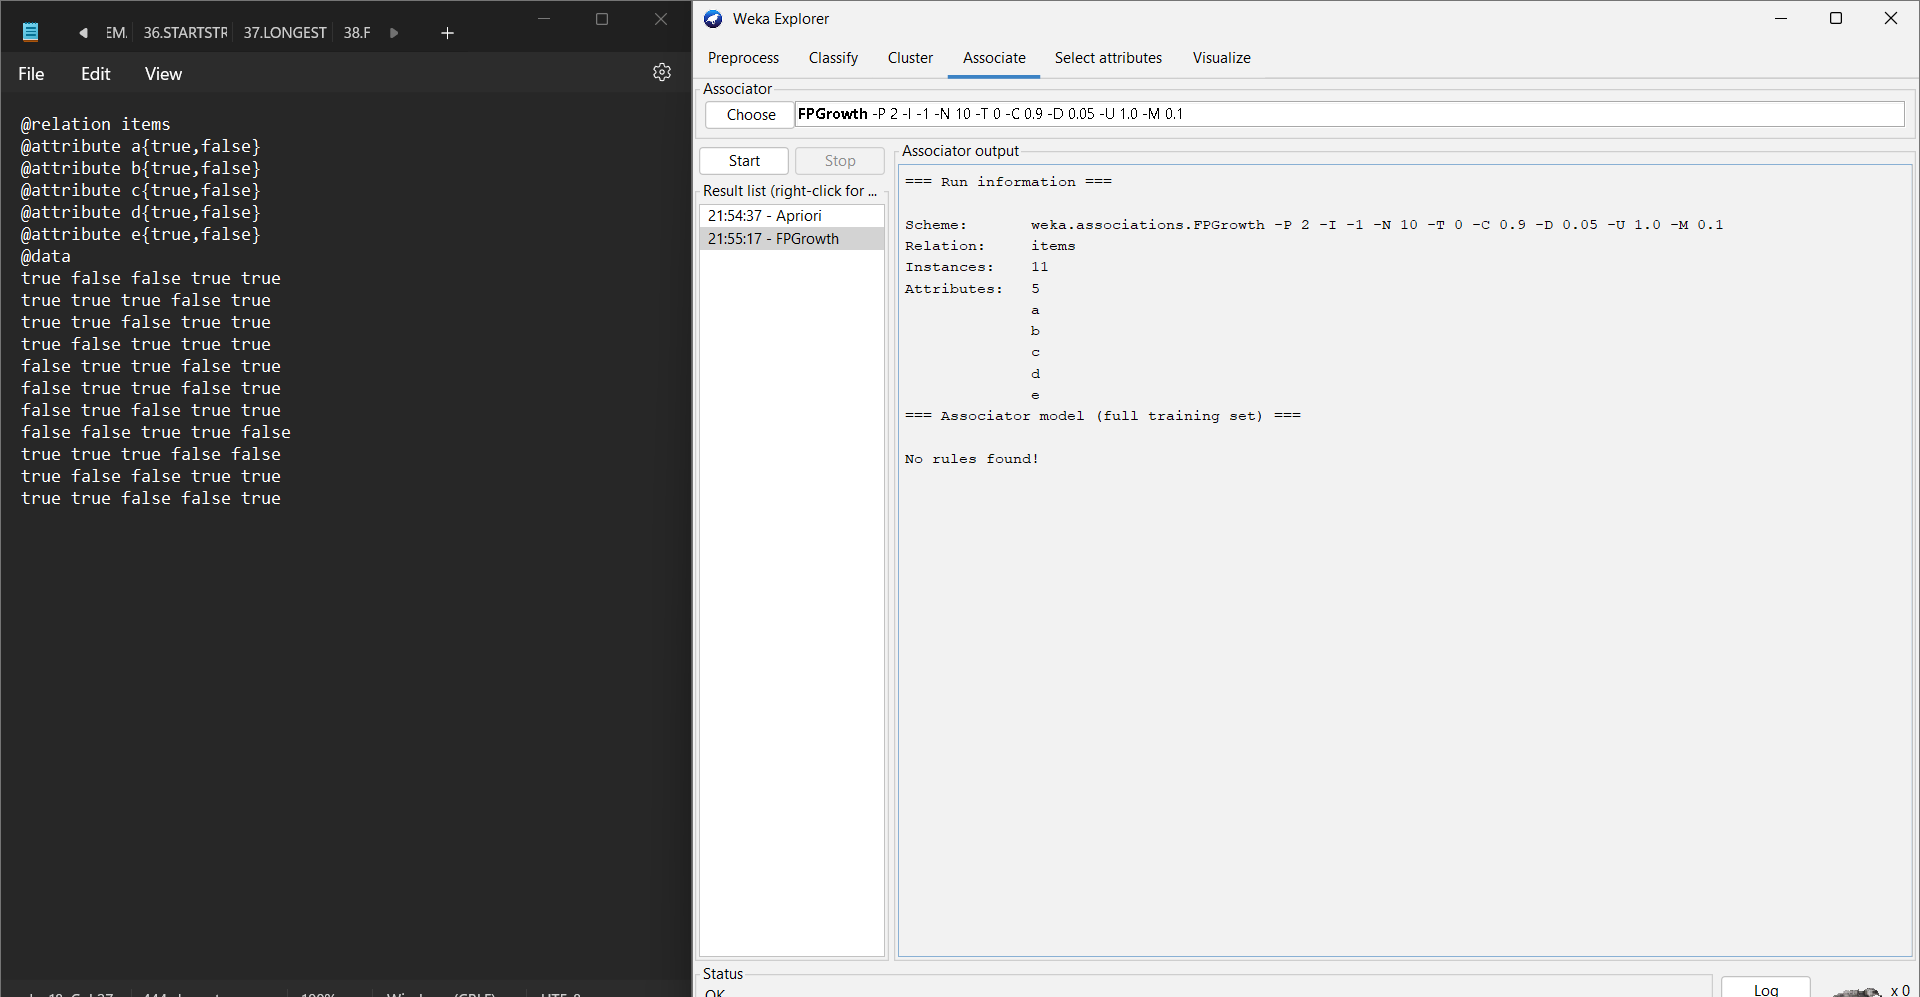 EM. 36.STARTSTR 37.LONGEST 38.F
File Edit View
@relation items
@attribute a{true,false}
@attribute b{true,false}
@attribute c{true,false}
@attribute d{true,false}
@attribute e{true,false}
@data
true false false true true
true true true false true
true true false true true
true false true true true
false true true false true
false true true false true
false true false true true
false false true true false
true true true false false
true false false true true
true true false false true
Weka Explorer
Preprocess Classify Cluster Associate Select attributes Visualize
Associator
Choose FPGrowth -P 2 -I -1 -N 10 -T 0 -C 0.9 -D 0.05 -U 1.0 -M 0.1
Start Stop
Result list (right-click for ...
21:54:37 - Apriori
21:55:17 - FPGrowth
Associator output
=== Run information ===
Scheme: weka.associations.FPGrowth -P 2 -I -1 -N 10 -T 0 -C 0.9 -D 0.05 -U 1.0 -M 0.1
Relation: items
Instances: 11
Attributes: 5
a
b
c
d
e
=== Associator model (full training set) ===
No rules found!
Status
OK
Log
x 0